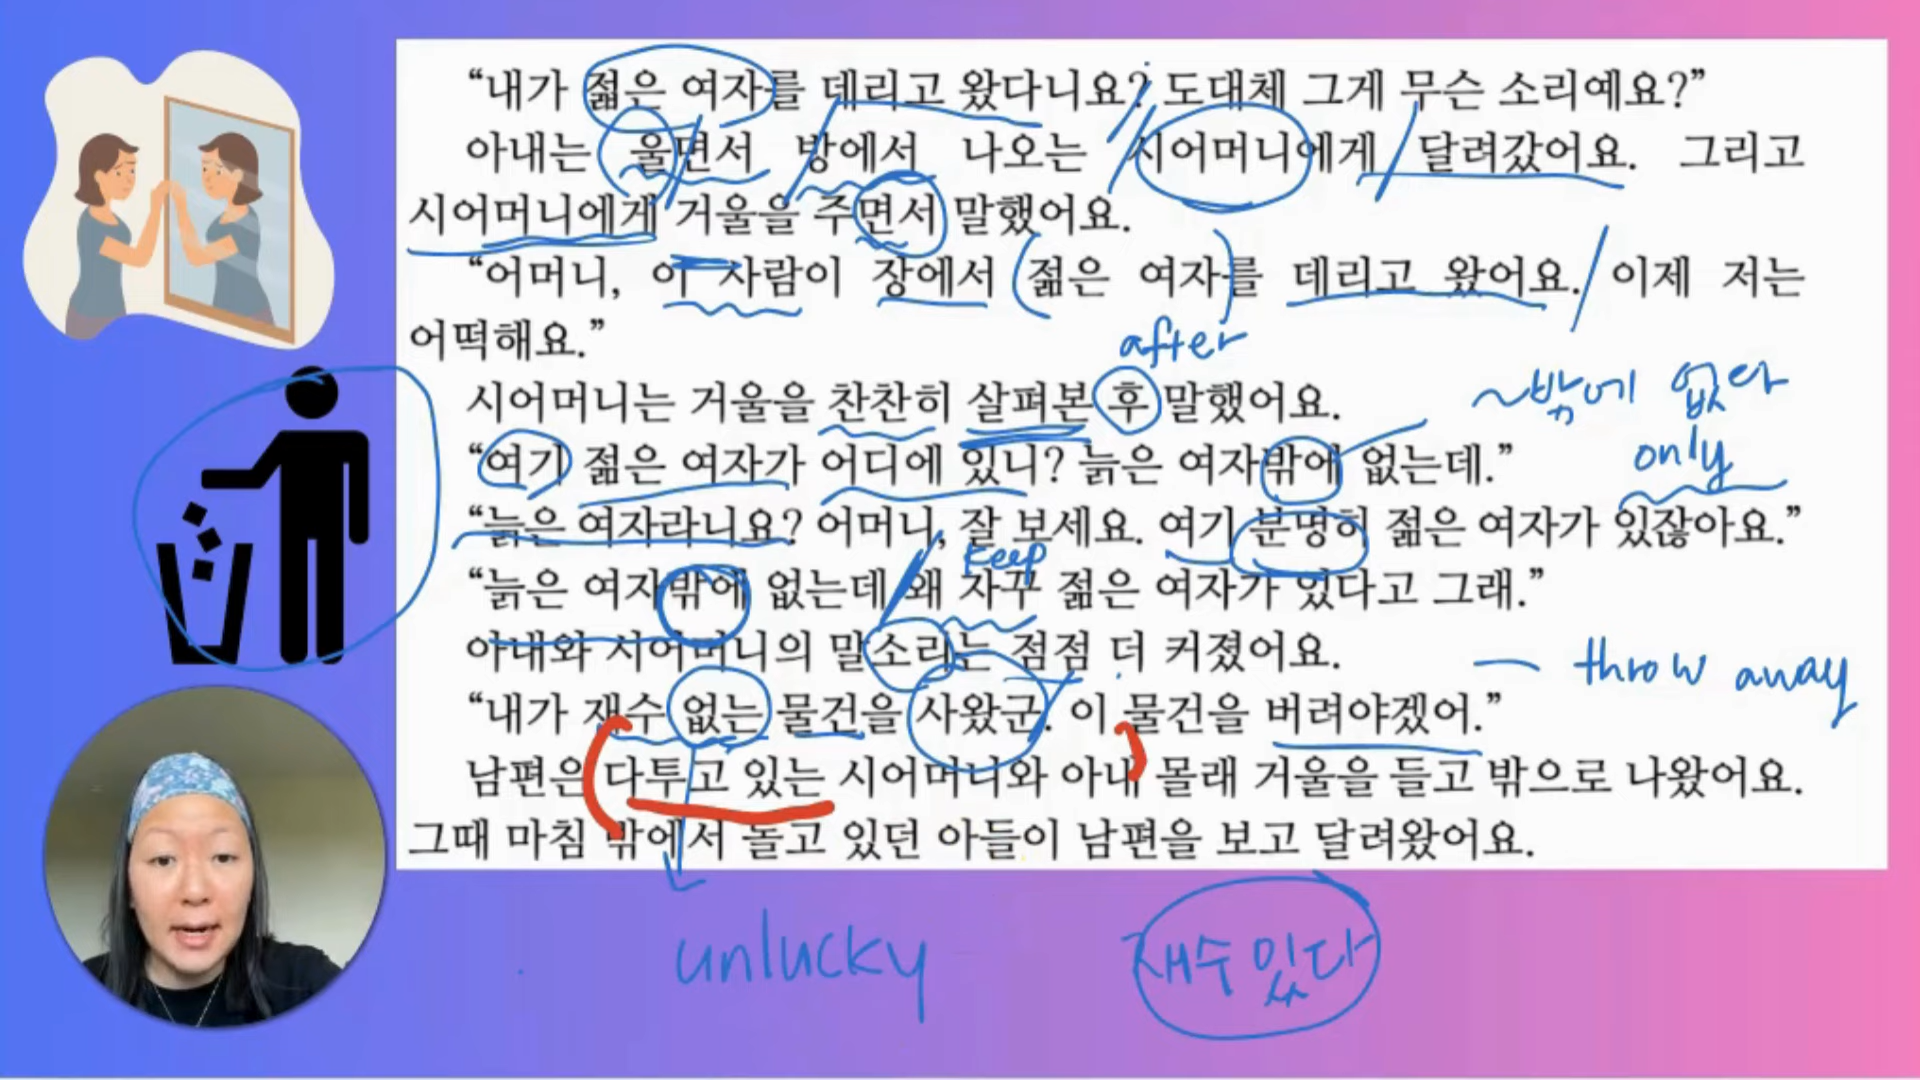 “내가 젊은 여자를 데리고 왔다니요? 도대체 그게 무슨 소리예요?”
아내는 울면서 방에서 나오는 시어머니에게 달려갔어요. 그리고
시어머니에게 거울을 주면서 말했어요.
“어머니, 이 사람이 장에서 젊은 여자를 데리고 왔어요. 이제 저는
어떡해요.”
after
시어머니는 거울을 찬찬히 살펴본 후 말했어요.
~밖에 없다
“여기 젊은 여자가 어디에 있니? 늙은 여자밖에 없는데.”
only
“늙은 여자라니요? 어머니, 잘 보세요. 여기 분명히 젊은 여자가 있잖아요.”
keep
“늙은 여자밖에 없는데 왜 자꾸 젊은 여자가 있다고 그래.”
아내와 시어머니의 말소리는 점점 더 커졌어요.
— throw away
“내가 재수 없는 물건을 사왔군. 이 물건을 버려야겠어.”
남편은 다투고 있는 시어머니와 아내 몰래 거울을 들고 밖으로 나왔어요.
그때 마침 밖에서 돌고 있던 아들이 남편을 보고 달려왔어요.
unlucky
재수있다